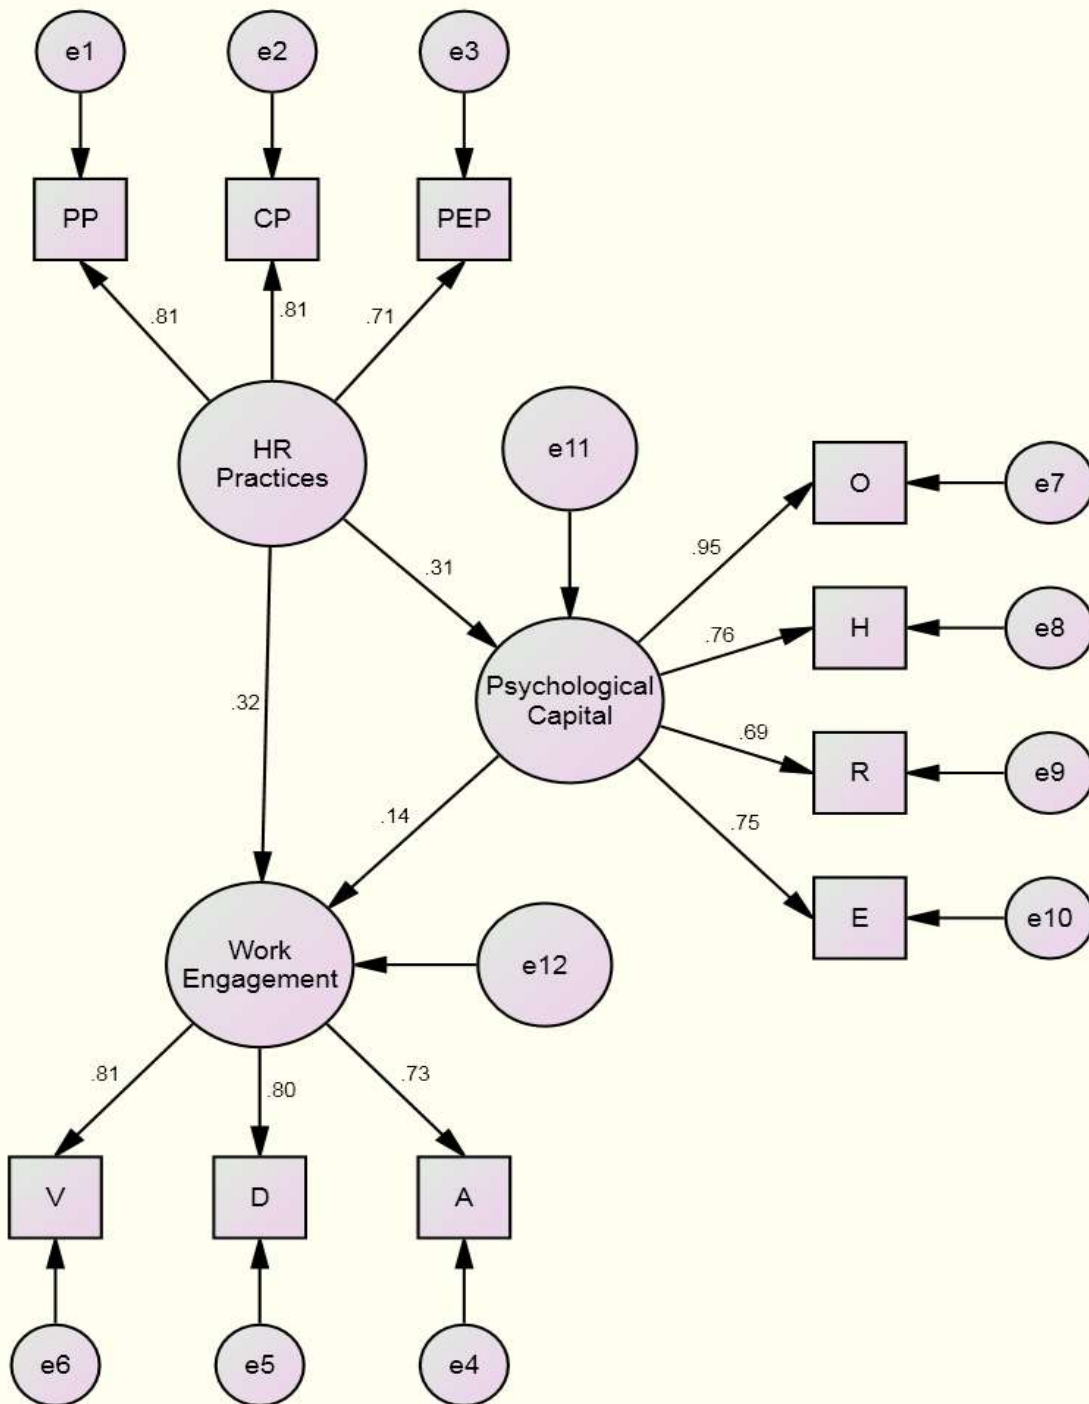 e1
e2
e3
PP
CP
PEP
.81
.81
.71
HR
Practices
e11
O
e7
.95
.31
H
e8
.76
Psychological
Capital
.32
.69
R
e9
.14
.75
E
e10
Work
Engagement
e12
.81
.80
.73
V
D
A
e6
e5
e4